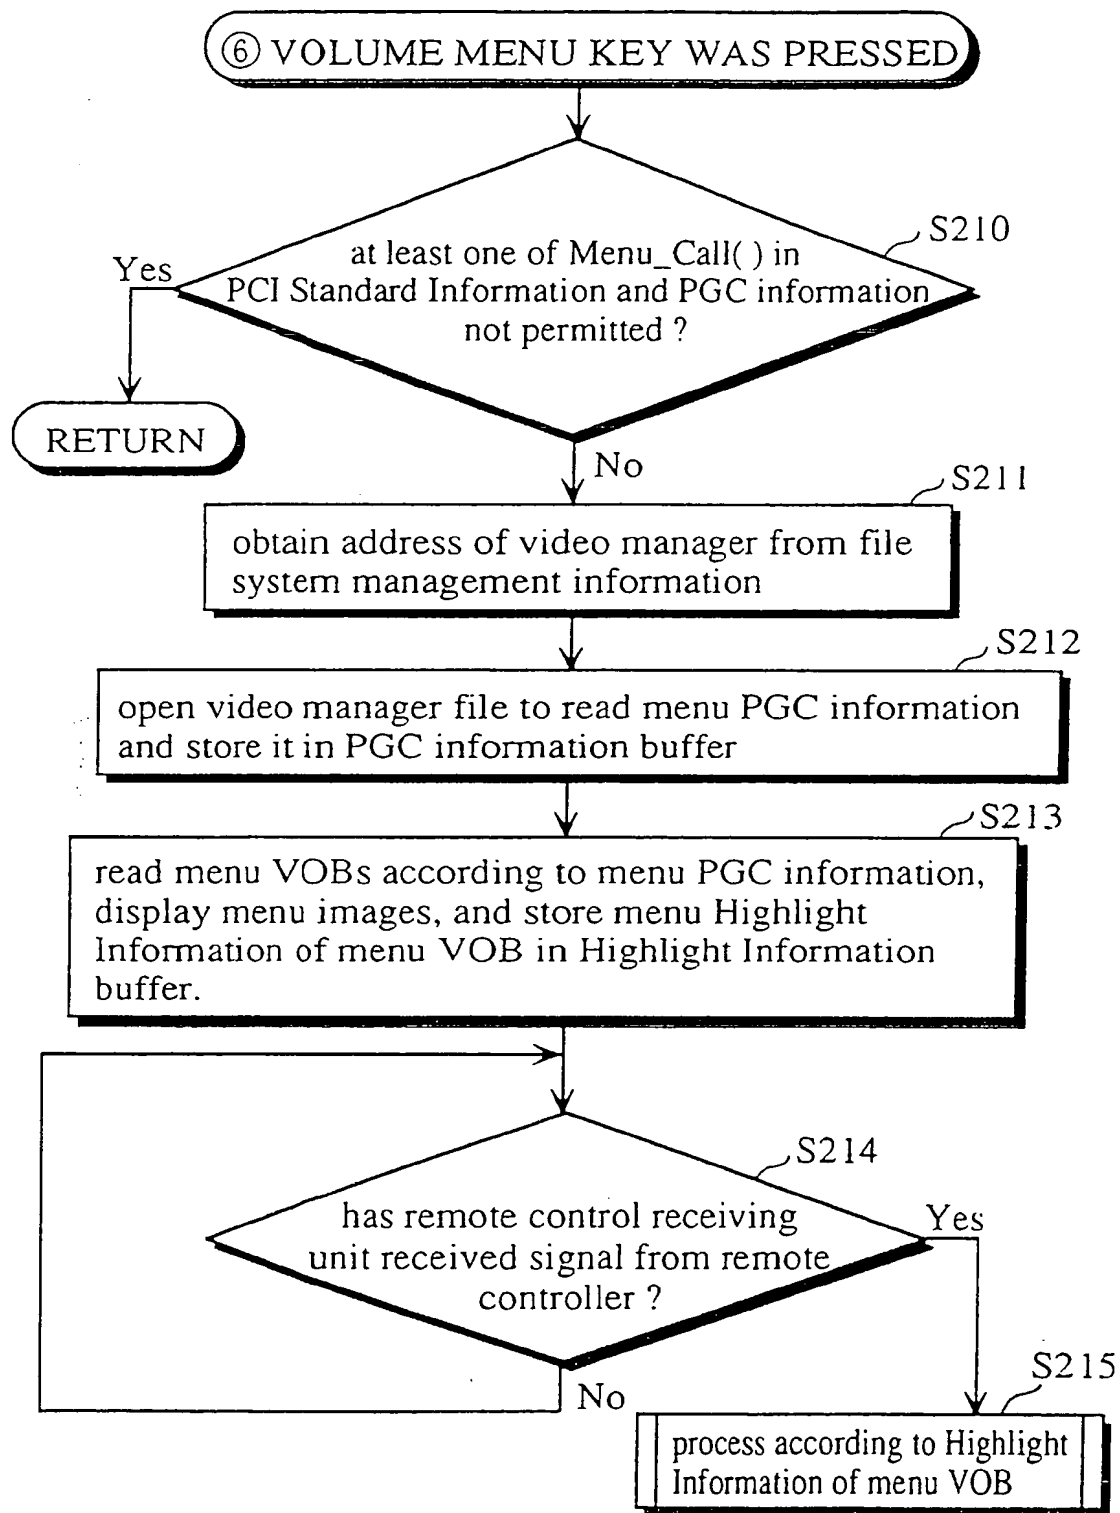 ⑥ VOLUME MENU KEY WAS PRESSED
S210
at least one of Menu_Call( ) in
PCI Standard Information and PGC information
not permitted ?
Yes
RETURN
No
S211
obtain address of video manager from file
system management information
S212
open video manager file to read menu PGC information
and store it in PGC information buffer
S213
read menu VOBs according to menu PGC information,
display menu images, and store menu Highlight
Information of menu VOB in Highlight Information
buffer.
S214
has remote control receiving
unit received signal from remote
controller ?
Yes
No
S215
process according to Highlight
Information of menu VOB